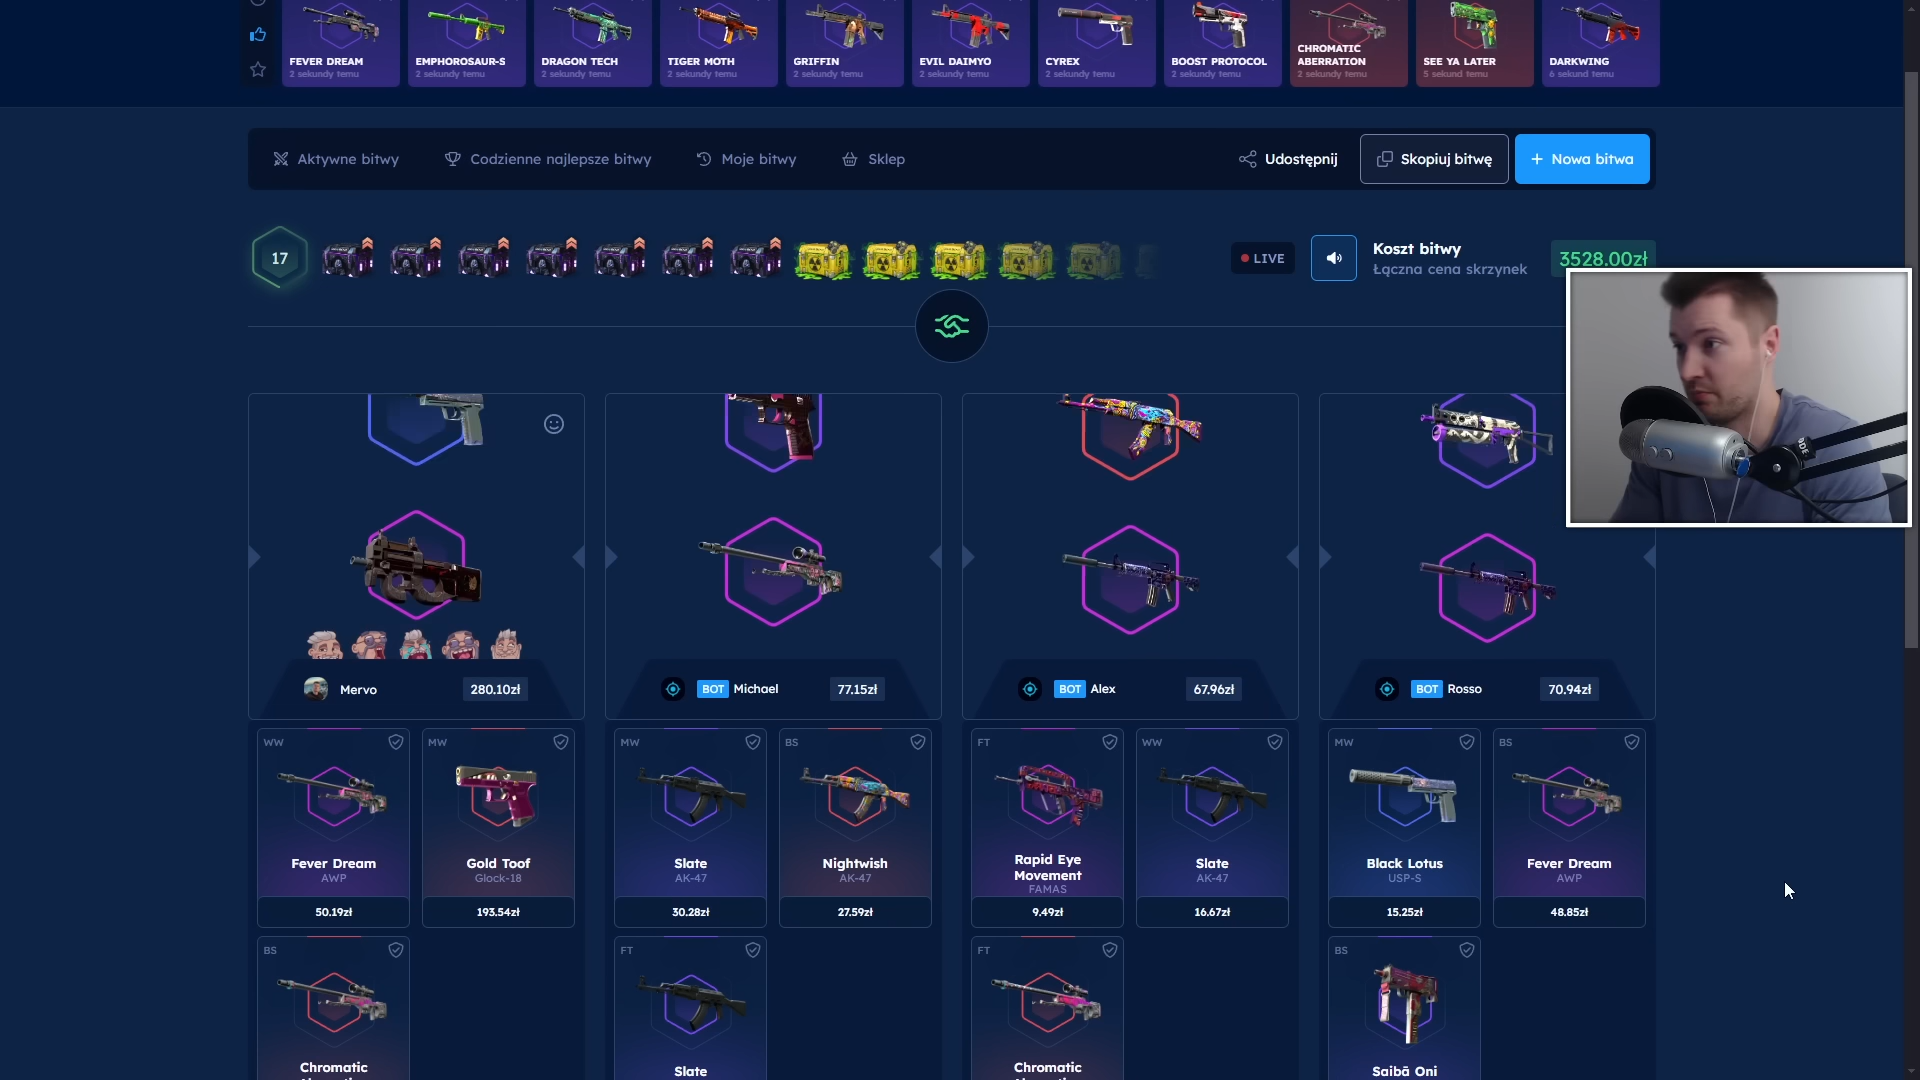 FEVER DREAM
2 sekundy temu
EMPHOROSAUR-S
2 sekundy temu
DRAGON TECH
2 sekundy temu
TIGER MOTH
2 sekundy temu
GRIFFIN
2 sekundy temu
EVIL DAIMYO
2 sekundy temu
CYREX
2 sekundy temu
BOOST PROTOCOL
2 sekundy temu
CHROMATIC
ABERRATION
2 sekundy temu
SEE YA LATER
5 sekund temu
DARKWING
6 sekund temu
Aktywne bitwy
Codzienne najlepsze bitwy
Moje bitwy
Sklep
Udostępnij
Skopiuj bitwę
+ Nowa bitwa
17
LIVE
Koszt bitwy
Łączna cena skrzynek
3528.00zł
Mervo
280.10zł
BOT Michael
77.15zł
BOT Alex
67.96zł
BOT Rosso
70.94zł
WW
Fever Dream
AWP
50.19zł
MW
Gold Toof
Glock-18
193.54zł
MW
Slate
AK-47
30.28zł
BS
Nightwish
AK-47
27.59zł
FT
Rapid Eye
Movement
FAMAS
9.49zł
WW
Slate
AK-47
16.67zł
MW
Black Lotus
USP-S
15.25zł
BS
Fever Dream
AWP
48.85zł
BS
Chromatic
FT
Slate
FT
Chromatic
BS
Saibā Oni